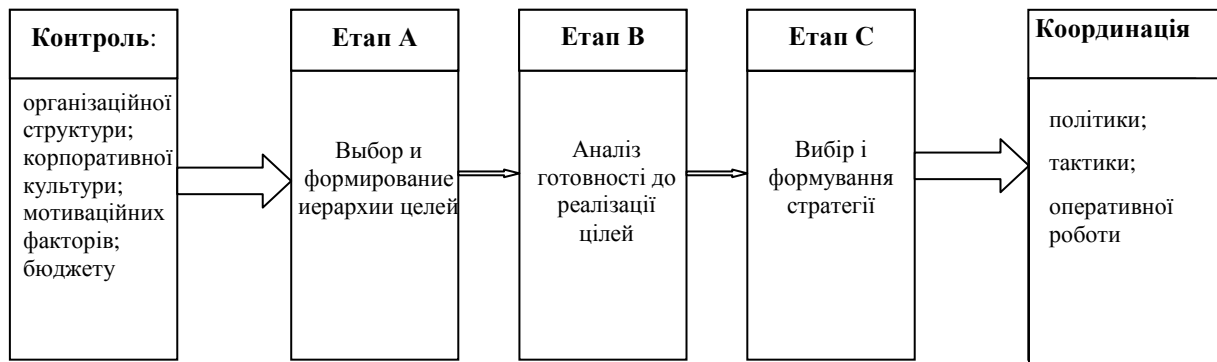 Контроль:
організаційної
структури;
корпоративної
культури;
мотиваційних
факторів;
бюджету
Етап А
Выбор и
формирование
иерархии целей
Етап В
Аналіз
готовності до
реалізації
цілей
Етап С
Вибір і
формування
стратегії
Координація
політики;
тактики;
оперативної
роботи